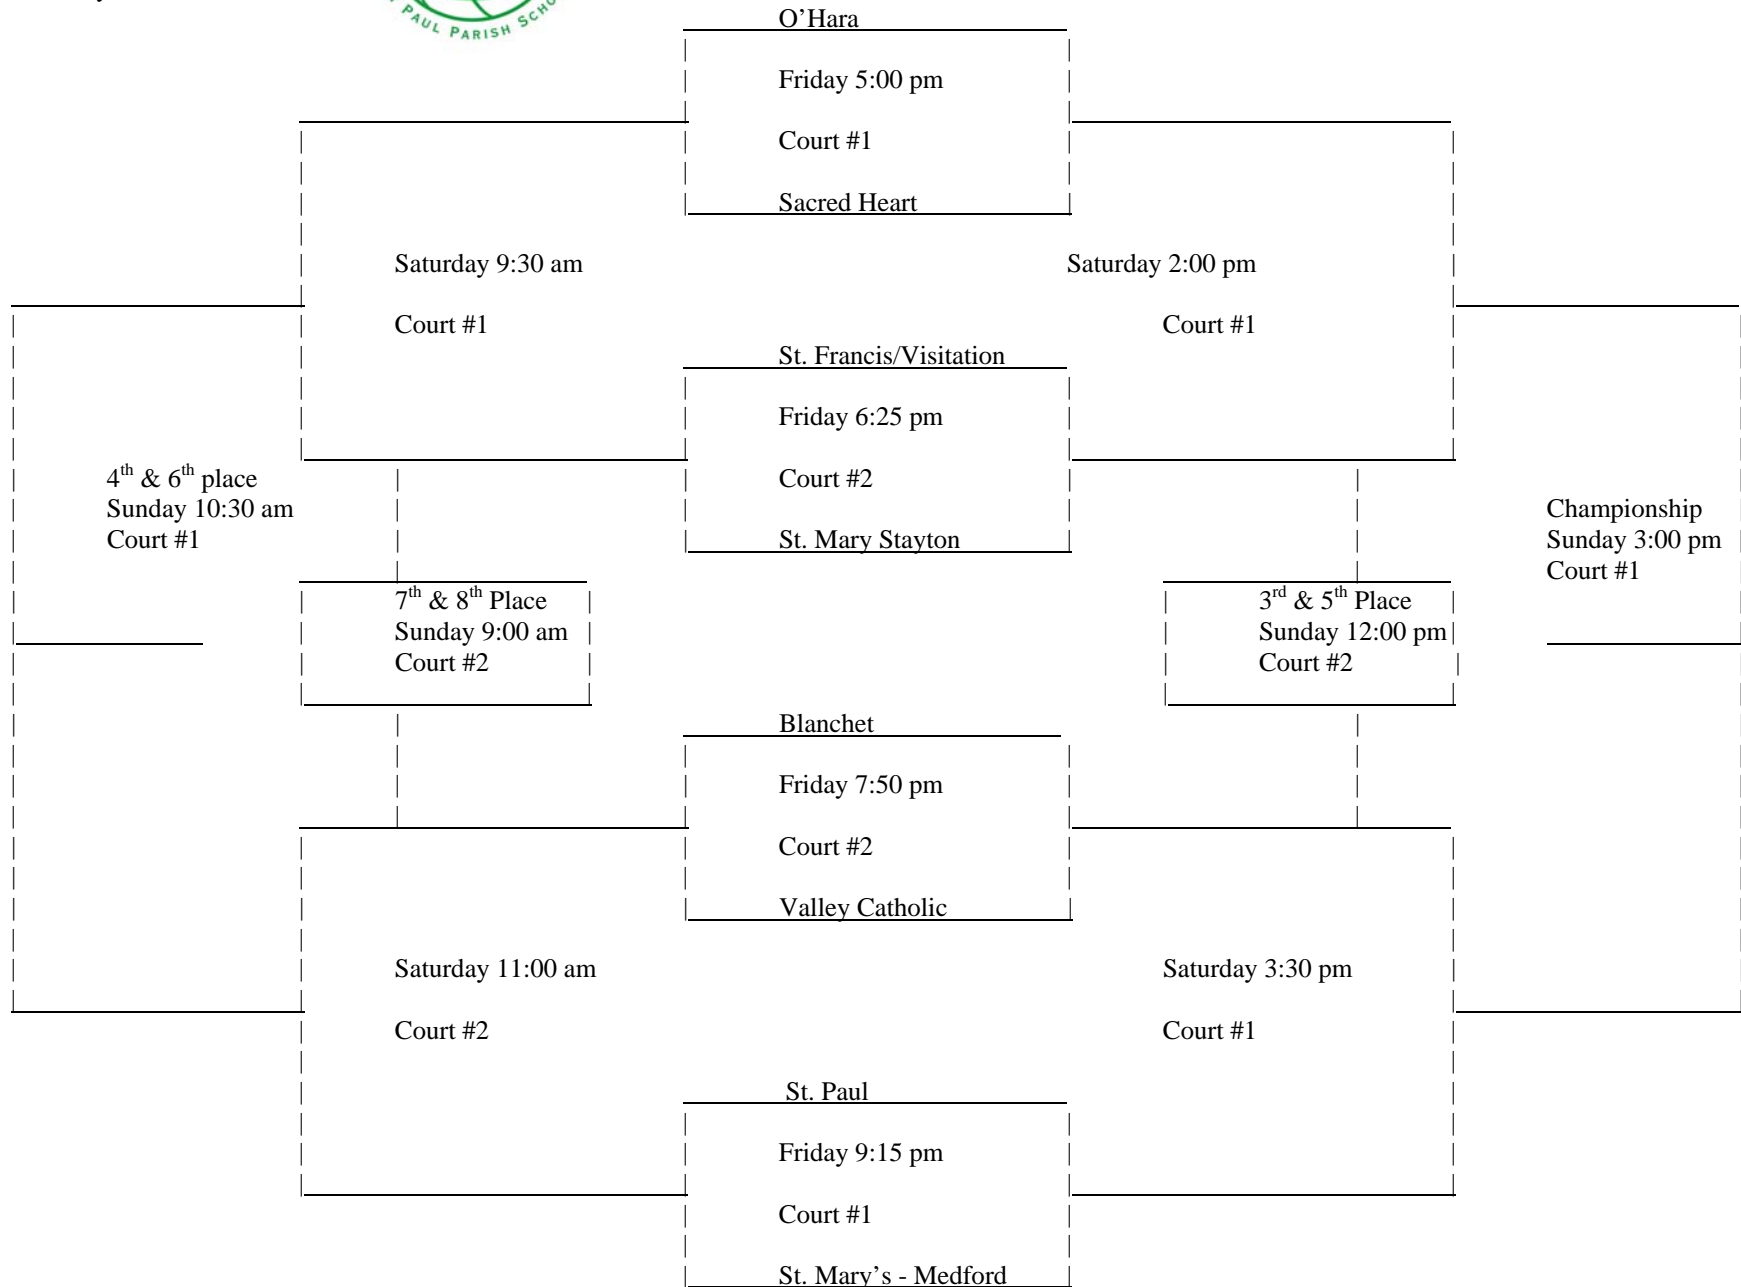 PAUL PARISH SCHO
O’Hara
Friday 5:00 pm
Court #1
Sacred Heart
Saturday 9:30 am
Saturday 2:00 pm
Court #1
Court #1
St. Francis/Visitation
Friday 6:25 pm
4th & 6th place
Sunday 10:30 am
Court #1
Court #2
Championship
Sunday 3:00 pm
Court #1
St. Mary Stayton
7th & 8th Place
Sunday 9:00 am
Court #2
3rd & 5th Place
Sunday 12:00 pm
Court #2
Blanchet
Friday 7:50 pm
Court #2
Valley Catholic
Saturday 11:00 am
Saturday 3:30 pm
Court #2
Court #1
St. Paul
Friday 9:15 pm
Court #1
St. Mary’s - Medford